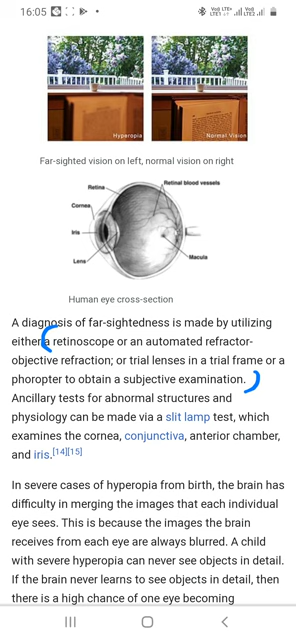 16:05
Vo)) LTE+
LTE1
Vo))
LTE2
Hyperopia
Normal Vision
Far-sighted vision on left, normal vision on right
Retina
Retinal blood vessels
Cornea
Iris
Lens
Macula
Human eye cross-section
A diagnosis of far-sightedness is made by utilizing
either a retinoscope or an automated refractor-
objective refraction; or trial lenses in a trial frame or a
phoropter to obtain a subjective examination.
Ancillary tests for abnormal structures and
physiology can be made via a slit lamp test, which
examines the cornea, conjunctiva, anterior chamber,
and iris.[14][15]
In severe cases of hyperopia from birth, the brain has
difficulty in merging the images that each individual
eye sees. This is because the images the brain
receives from each eye are always blurred. A child
with severe hyperopia can never see objects in detail.
If the brain never learns to see objects in detail, then
there is a high chance of one eye becoming